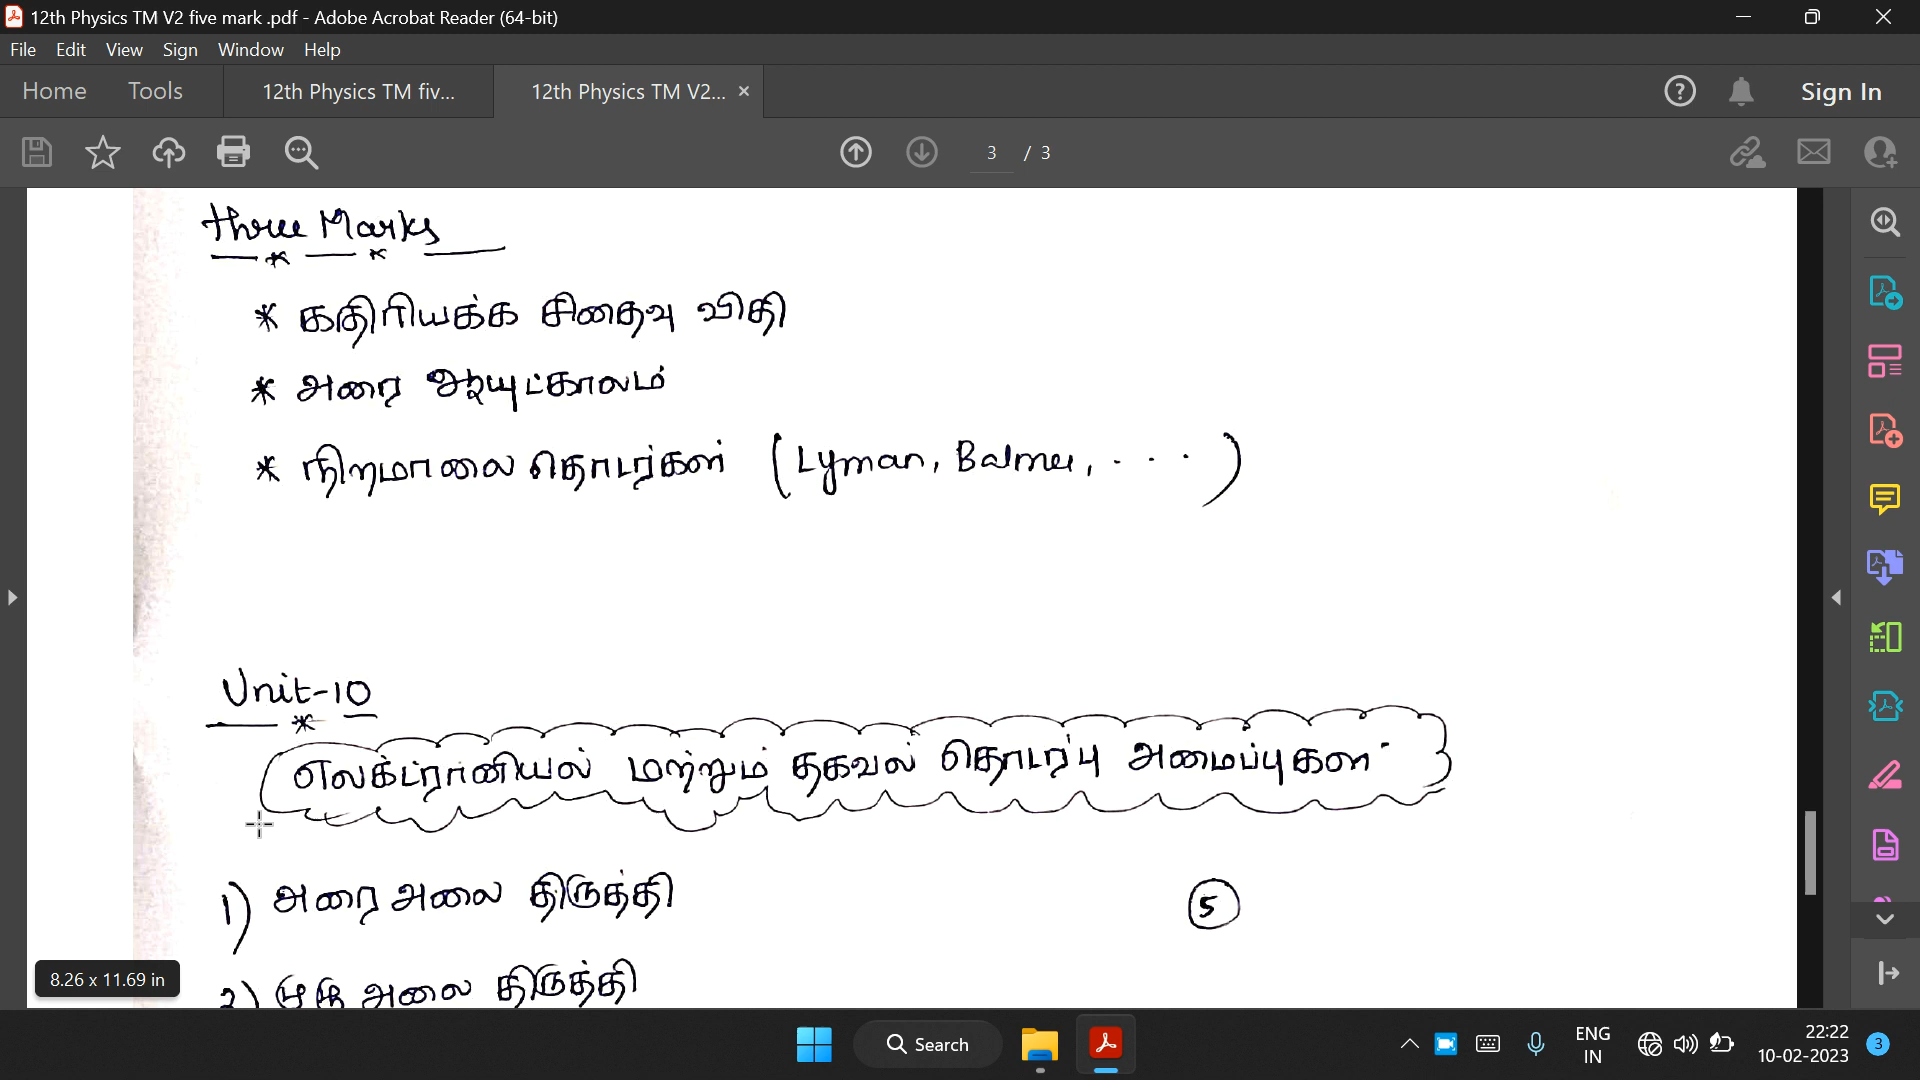 12th Physics TM V2 five mark .pdf - Adobe Acrobat Reader (64-bit)
File Edit View Sign Window Help
Home Tools 12th Physics TM fiv... 12th Physics TM V2... × Sign In
3 / 3
Three Marks
* கதிரியக்க சிதைவு விதி
* அரை ஆயுட்காலம்
* நிறமாலை தொடர்கள் (Lyman, Balmer, . . . )
Unit-10
எலக்ட்ரானியல் மற்றும் தகவல் தொடர்பு அமைப்புகள்
1) அரை அலை திருத்தி 5
2) முழு அலை திருத்தி
8.26 x 11.69 in
Search
ENG
IN
22:22
10-02-2023
3